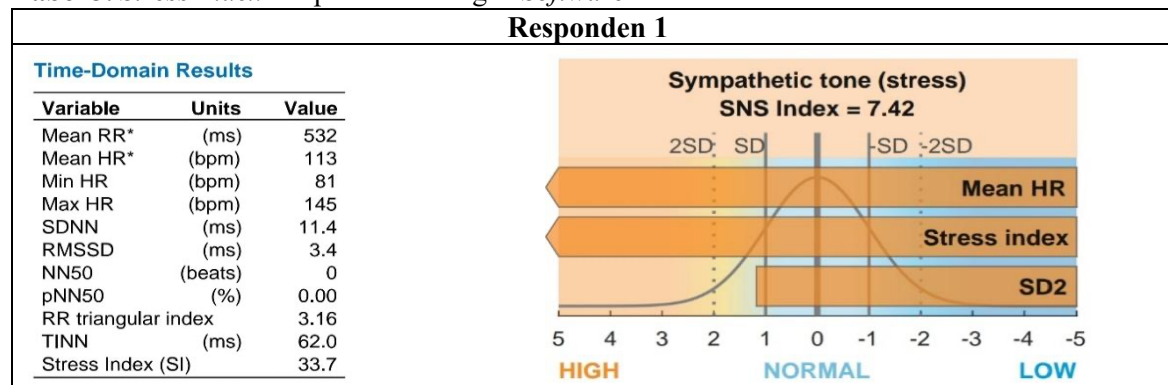 Responden 1
Time-Domain Results
Variable Units Value
Mean RR* (ms) 532
Mean HR* (bpm) 113
Min HR (bpm) 81
Max HR (bpm) 145
SDNN (ms) 11.4
RMSSD (ms) 3.4
NN50 (beats) 0
pNN50 (%) 0.00
RR triangular index 3.16
TINN (ms) 62.0
Stress Index (SI) 33.7
Sympathetic tone (stress)
SNS Index = 7.42
2SD SD -SD -2SD
Mean HR
Stress index
SD2
5 4 3 2 1 0 -1 -2 -3 -4 -5
HIGH NORMAL LOW